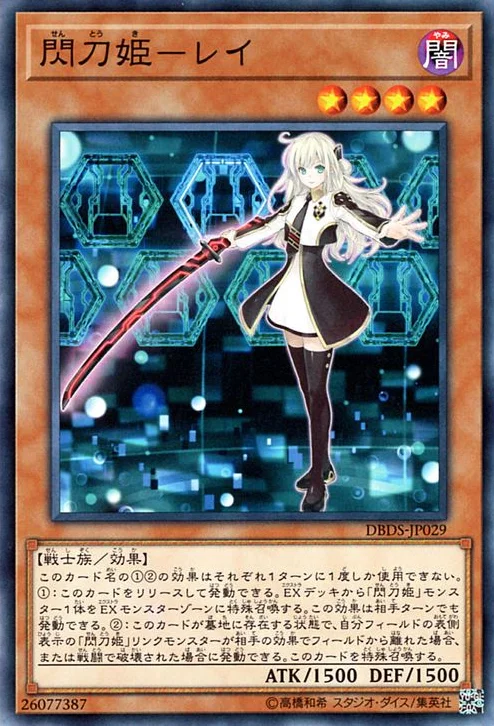 閃刀姫－レイ
闇
DBDS-JP029
【戦士族／効果】
このカード名の①②の効果はそれぞれ1ターンに1度しか使用できない。
①：このカードをリリースして発動できる。EXデッキから「閃刀姫」モンス
ター1体をEXモンスターゾーンに特殊召喚する。この効果は相手ターンでも
発動できる。②：このカードが墓地に存在する状態で、自分フィールドの表側
表示の「閃刀姫」リンクモンスターが相手の効果でフィールドから離れた場合、
または戦闘で破壊された場合に発動できる。このカードを特殊召喚する。
ATK/1500 DEF/1500
26087387
©高橋和希 スタジオ・ダイス/集英社